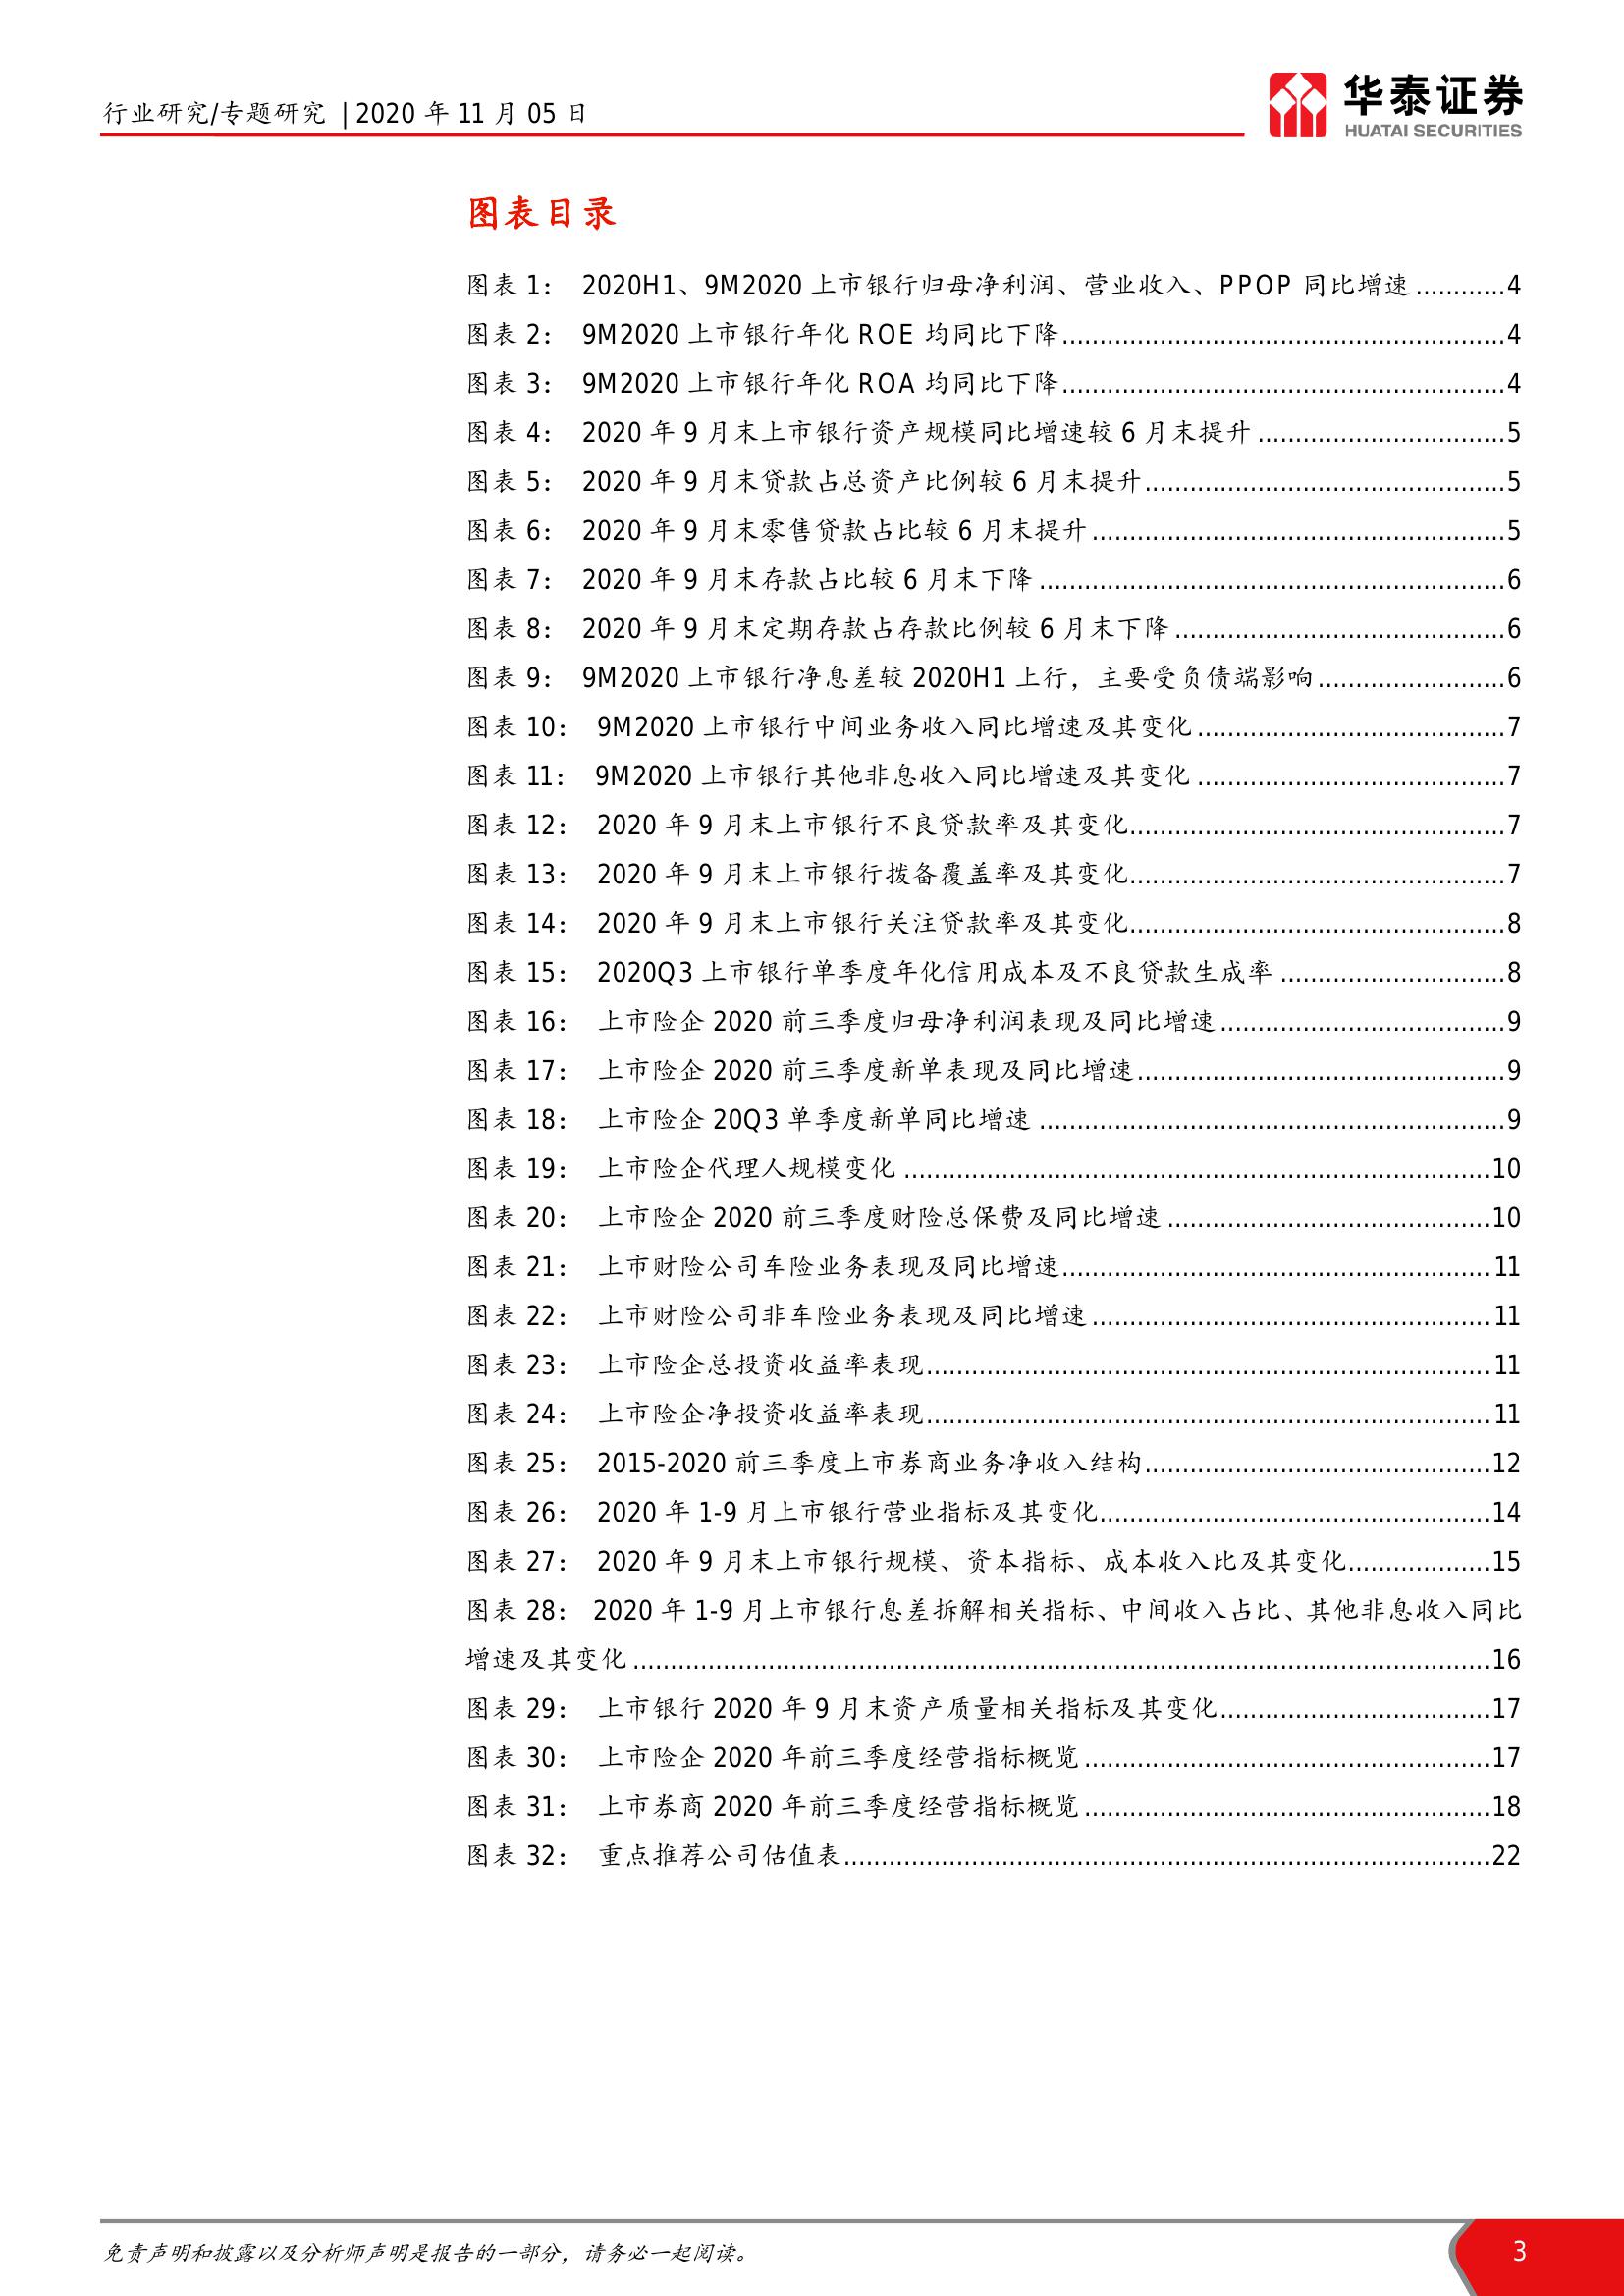 行业研究/专题研究 | 2020 年 11 月 05 日
华泰证券
HUATAI SECURITIES
图表目录
图表 1： 2020H1、9M2020 上市银行归母净利润、营业收入、PPOP 同比增速............4
图表 2： 9M2020 上市银行年化 ROE 均同比下降............4
图表 3： 9M2020 上市银行年化 ROA 均同比下降............4
图表 4： 2020 年 9 月末上市银行资产规模同比增速较 6 月末提升............5
图表 5： 2020 年 9 月末贷款占总资产比例较 6 月末提升............5
图表 6： 2020 年 9 月末零售贷款占比较 6 月末提升............5
图表 7： 2020 年 9 月末存款占比较 6 月末下降............6
图表 8： 2020 年 9 月末定期存款占存款比例较 6 月末下降............6
图表 9： 9M2020 上市银行净息差较 2020H1 上行，主要受负债端影响............6
图表 10： 9M2020 上市银行中间业务收入同比增速及其变化............7
图表 11： 9M2020 上市银行其他非息收入同比增速及其变化............7
图表 12： 2020 年 9 月末上市银行不良贷款率及其变化............7
图表 13： 2020 年 9 月末上市银行拨备覆盖率及其变化............7
图表 14： 2020 年 9 月末上市银行关注贷款率及其变化............8
图表 15： 2020Q3 上市银行单季度年化信用成本及不良贷款生成率............8
图表 16： 上市险企 2020 前三季度归母净利润表现及同比增速............9
图表 17： 上市险企 2020 前三季度新单表现及同比增速............9
图表 18： 上市险企 20Q3 单季度新单同比增速............9
图表 19： 上市险企代理人规模变化............10
图表 20： 上市险企 2020 前三季度财险总保费及同比增速............10
图表 21： 上市财险公司车险业务表现及同比增速............11
图表 22： 上市财险公司非车险业务表现及同比增速............11
图表 23： 上市险企总投资收益率表现............11
图表 24： 上市险企净投资收益率表现............11
图表 25： 2015-2020 前三季度上市券商业务净收入结构............12
图表 26： 2020 年 1-9 月上市银行营业指标及其变化............14
图表 27： 2020 年 9 月末上市银行规模、资本指标、成本收入比及其变化............15
图表 28： 2020 年 1-9 月上市银行息差拆解相关指标、中间收入占比、其他非息收入同比
增速及其变化............16
图表 29： 上市银行 2020 年 9 月末资产质量相关指标及其变化............17
图表 30： 上市险企 2020 年前三季度经营指标概览............17
图表 31： 上市券商 2020 年前三季度经营指标概览............18
图表 32： 重点推荐公司估值表............22
免责声明和披露以及分析师声明是报告的一部分，请务必一起阅读。
3